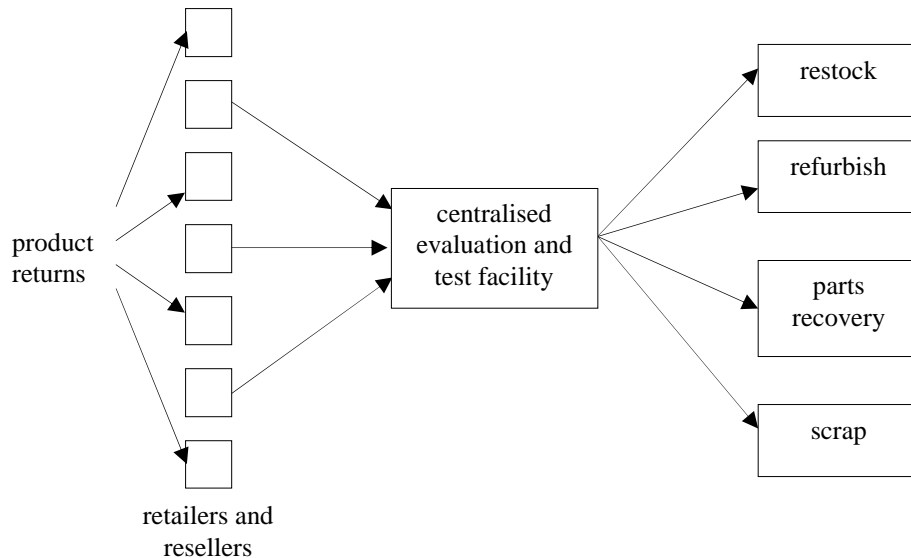 product
returns
retailers and
resellers
centralised
evaluation and
test facility
restock
refurbish
parts
recovery
scrap